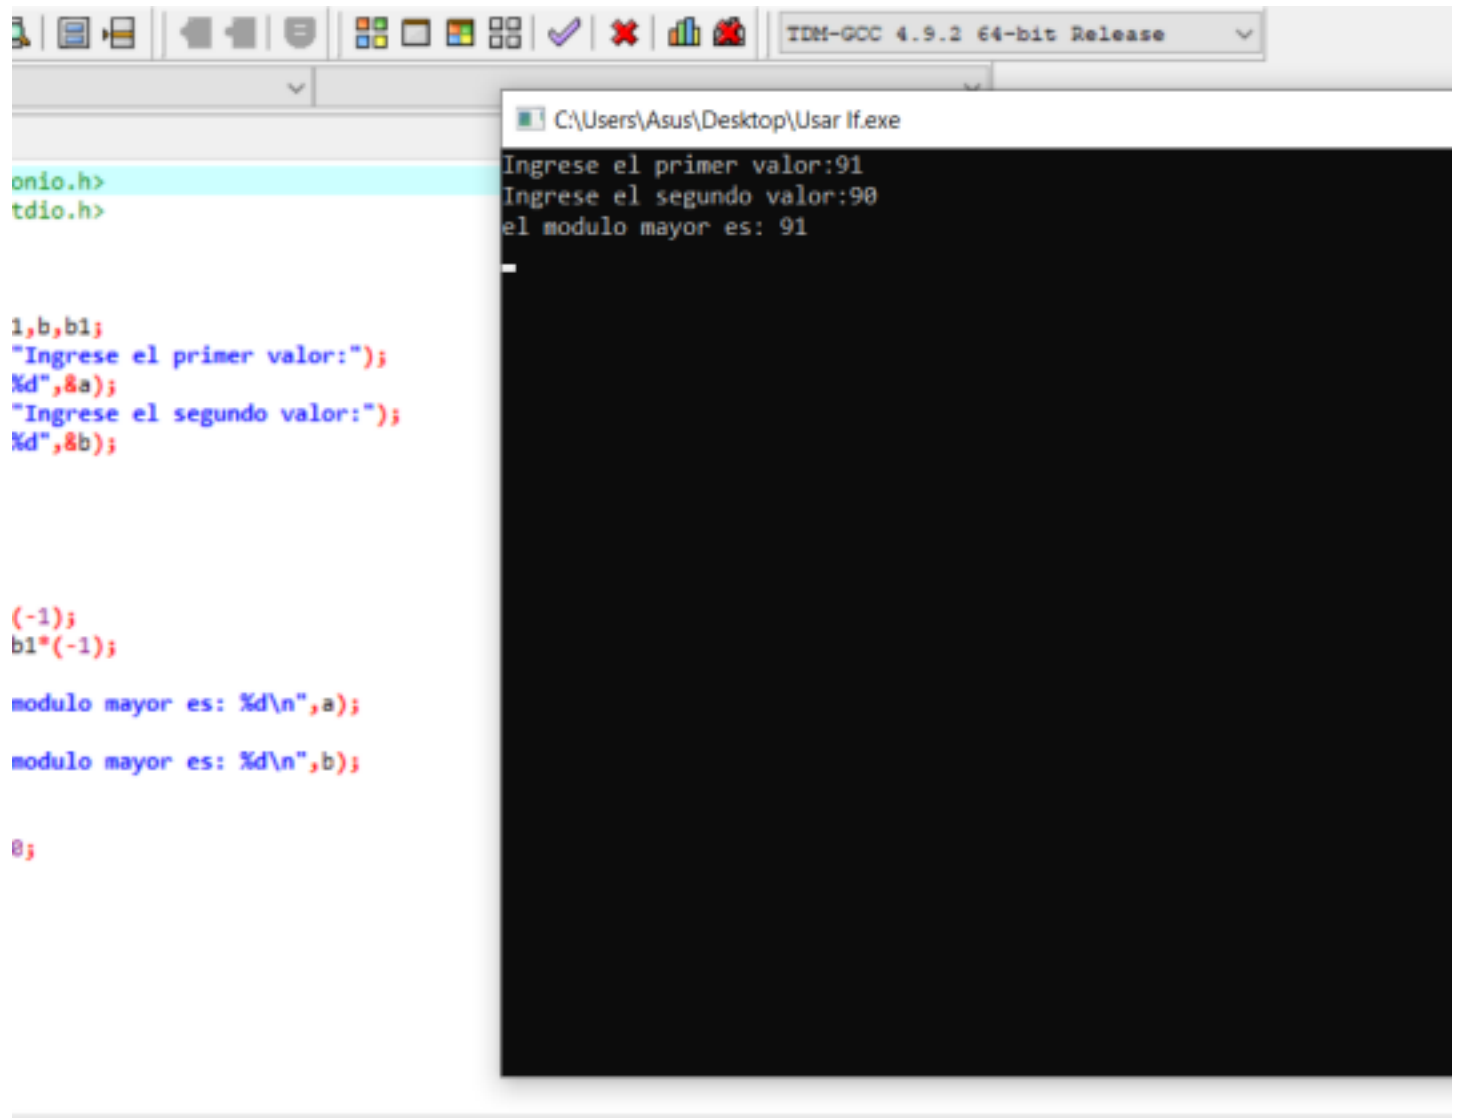 TDM-GCC 4.9.2 64-bit Release
C:\Users\Asus\Desktop\Usar If.exe
onio.h>
tdio.h>
1,b,b1;
"Ingrese el primer valor:");
%d",&a);
"Ingrese el segundo valor:");
%d",&b);
(-1);
b1*(-1);
modulo mayor es: %d\n",a);
modulo mayor es: %d\n",b);
0;
Ingrese el primer valor:91
Ingrese el segundo valor:90
el modulo mayor es: 91